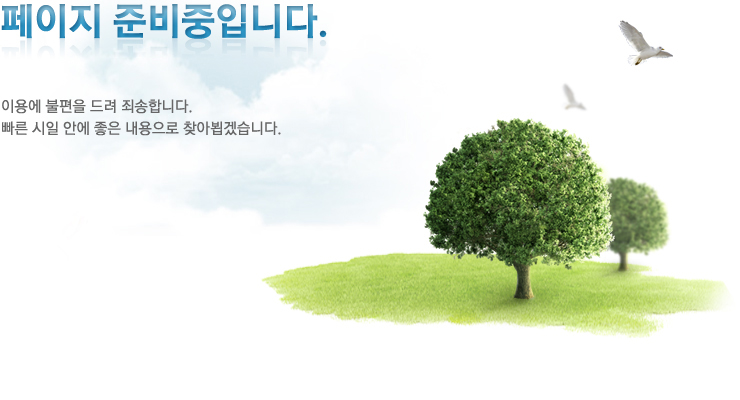 페이지 준비중입니다.
이용에 불편을 드려 죄송합니다.
빠른 시일 안에 좋은 내용으로 찾아뵙겠습니다.